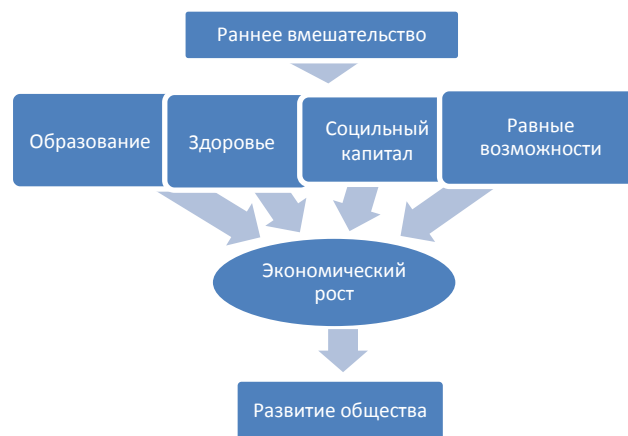 Раннее вмешательство
Образование
Здоровье
Социльный
капитал
Равные
возможности
Экономический
рост
Развитие общества